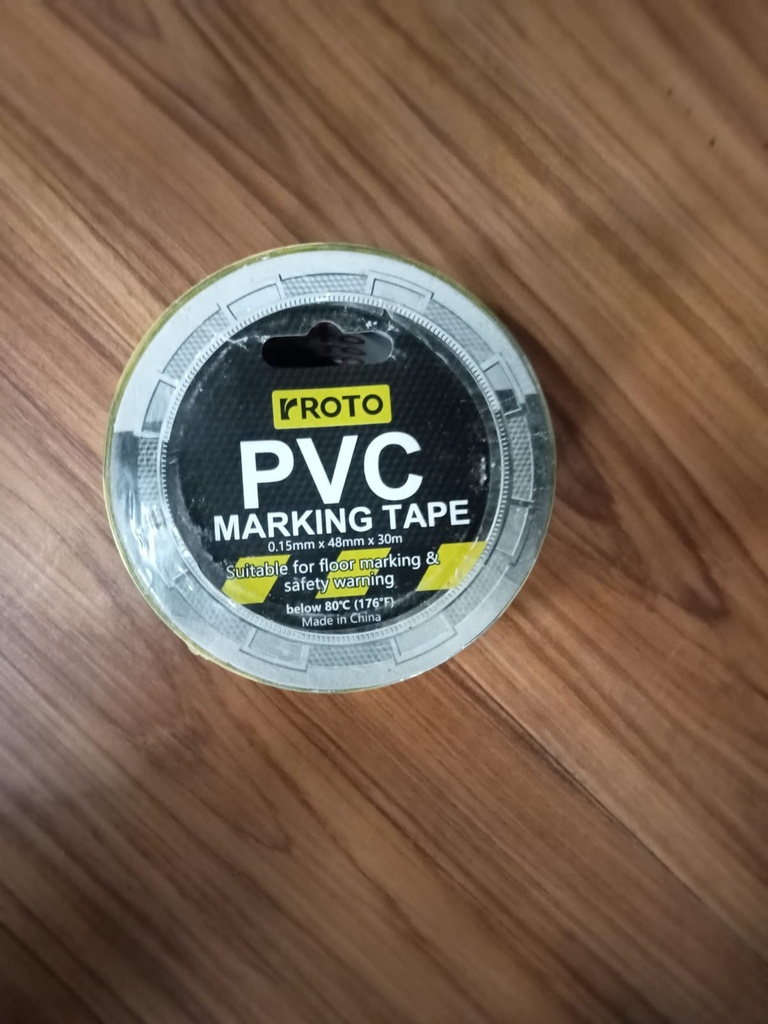 rROTO
PVC
MARKING TAPE
0.15mm x 48mm x 30m
Suitable for floor marking &
safety warning
below 80℃ (176°F)
Made in China